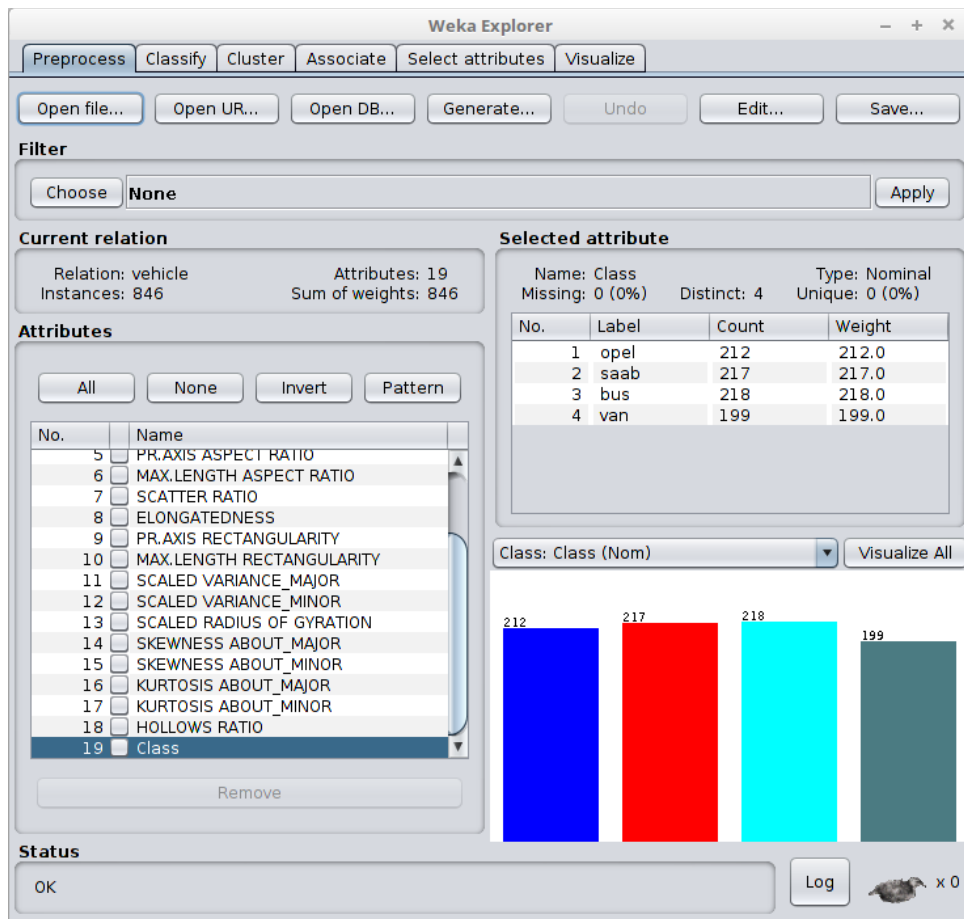 Weka Explorer
Preprocess Classify Cluster Associate Select attributes Visualize
Open file... Open UR... Open DB... Generate... Undo Edit... Save...
Filter
Choose None Apply
Current relation
Relation: vehicle Attributes: 19
Instances: 846 Sum of weights: 846
Attributes
All None Invert Pattern
No. Name
5 PR.AXIS ASPECT RATIO
6 MAX.LENGTH ASPECT RATIO
7 SCATTER RATIO
8 ELONGATEDNESS
9 PR.AXIS RECTANGULARITY
10 MAX.LENGTH RECTANGULARITY
11 SCALED VARIANCE_MAJOR
12 SCALED VARIANCE_MINOR
13 SCALED RADIUS OF GYRATION
14 SKEWNESS ABOUT_MAJOR
15 SKEWNESS ABOUT_MINOR
16 KURTOSIS ABOUT_MAJOR
17 KURTOSIS ABOUT_MINOR
18 HOLLOWS RATIO
19 Class
Remove
Selected attribute
Name: Class Type: Nominal
Missing: 0 (0%) Distinct: 4 Unique: 0 (0%)
No. Label Count Weight
1 opel 212 212.0
2 saab 217 217.0
3 bus 218 218.0
4 van 199 199.0
Class: Class (Nom) Visualize All
212 217 218 199
Status
OK Log x 0